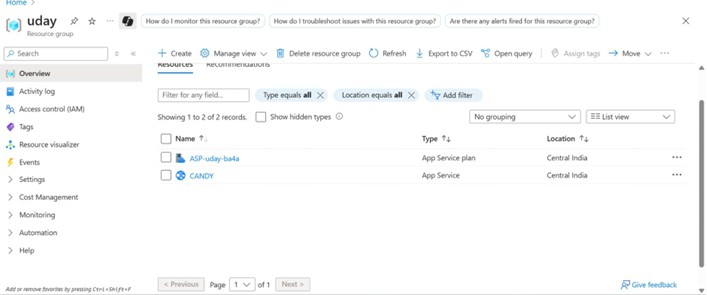 Home >
uday
Resource group
How do I monitor this resource group?
How do I troubleshoot issues with this resource group?
Are there any alerts fired for this resource group?
Search
Create
Manage view
Delete resource group
Refresh
Export to CSV
Open query
Assign tags
Move
Overview
Activity log
Access control (IAM)
Tags
Resource visualizer
Events
Settings
Cost Management
Monitoring
Automation
Help
Resources Recommendations
Filter for any field...
Type equals all
Location equals all
Add filter
Showing 1 to 2 of 2 records.
Show hidden types
No grouping
List view
Name Type Location
ASP-uday-ba4a App Service plan Central India
CANDY App Service Central India
< Previous Page 1 of 1 Next >
Give feedback
Add or remove favorites by pressing Ctrl+Shift+F